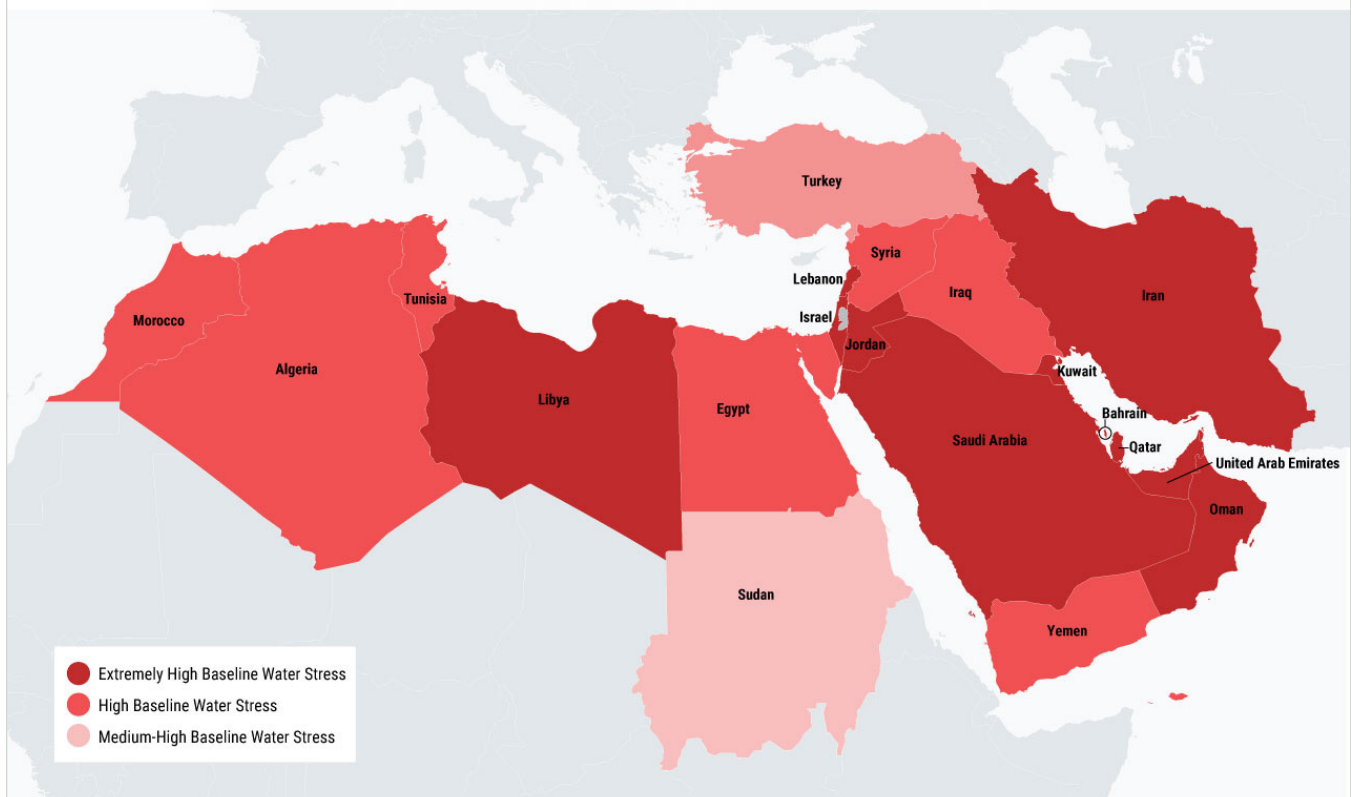 Turkey
Syria
Lebanon
Iraq
Iran
Tunisia
Israel
Morocco
Jordan
Algeria
Kuwait
Libya
Egypt
Bahrain
Saudi Arabia
Qatar
United Arab Emirates
Oman
Sudan
Yemen
Extremely High Baseline Water Stress
High Baseline Water Stress
Medium-High Baseline Water Stress